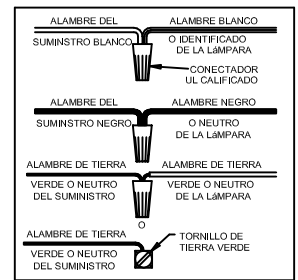 ALAMBRE DEL ALAMBRE BLANCO
SUMINSTRO BLANCO O IDENTIFICADO
DE LA LáMPARA
CONECTADOR
UL CALIFICADO
ALAMBRE DEL ALAMBRE NEGRO
SUMINSTRO NEGRO O NEUTRO
DE LA LáMPARA
ALAMBRE DE TIERRA ALAMBRE DE TIERRA
VERDE O NEUTRO VERDE O NEUTRO
DEL SUMINISTRO DE LA LáMPARA
O
ALAMBRE DE TIERRA TORNILLO DE
TIERRA VERDE
VERDE O NEUTRO
DEL SUMINISTRO